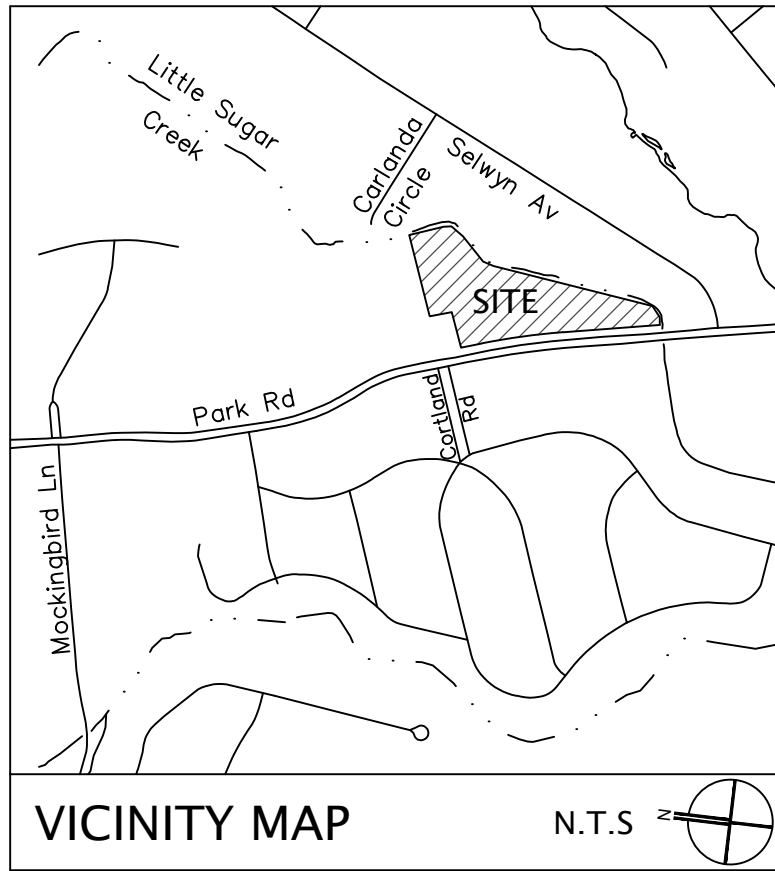 Little Sugar
Creek
Carlanda
Circle
Selwyn Av
SITE
Park Rd
Cortland
Rd
Mockingbird Ln
VICINITY MAP
N.T.S
N